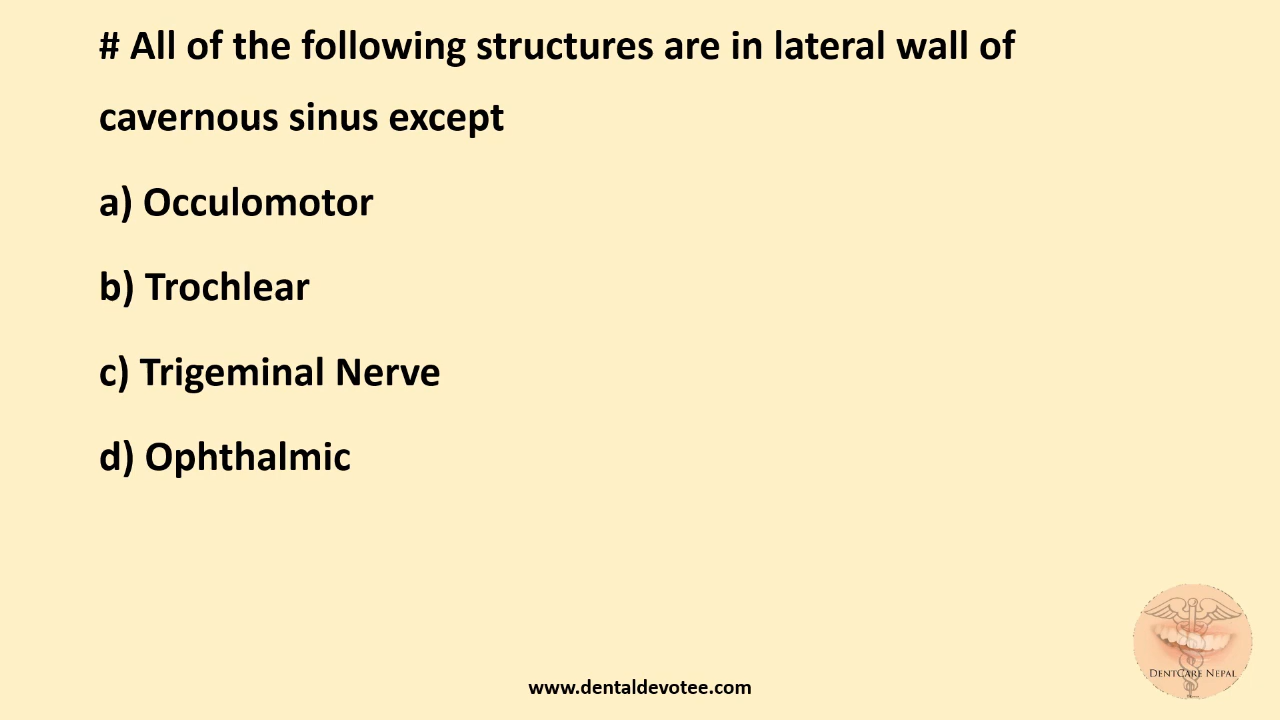 # All of the following structures are in lateral wall of
cavernous sinus except
a) Occulomotor
b) Trochlear
c) Trigeminal Nerve
d) Ophthalmic
DentCare Nepal
www.dentaldevotee.com